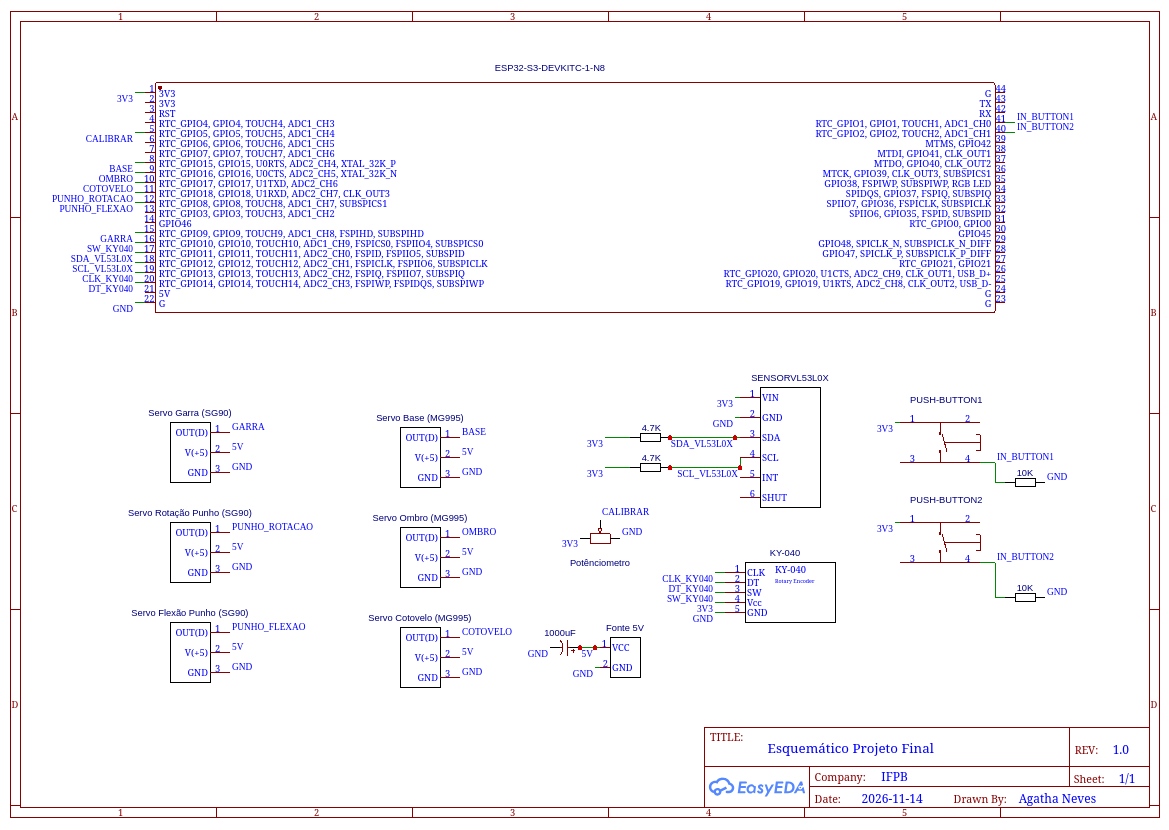 1 2 3 4 5
A B C D
ESP32-S3-DEVKITC-1-N8
3V3 1 3V3
2 3V3
3 RST
4 RTC_GPIO4, GPIO4, TOUCH4, ADC1_CH3
CALIBRAR 5 RTC_GPIO5, GPIO5, TOUCH5, ADC1_CH4
6 RTC_GPIO6, GPIO6, TOUCH6, ADC1_CH5
7 RTC_GPIO7, GPIO7, TOUCH7, ADC1_CH6
BASE 8 RTC_GPIO15, GPIO15, U0RTS, ADC2_CH4, XTAL_32K_P
OMBRO 9 RTC_GPIO16, GPIO16, U0CTS, ADC2_CH5, XTAL_32K_N
COTOVELO 10 RTC_GPIO17, GPIO17, U1TXD, ADC2_CH6
PUNHO_ROTACAO 11 RTC_GPIO18, GPIO18, U1RXD, ADC2_CH7, CLK_OUT3
PUNHO_FLEXAO 12 RTC_GPIO8, GPIO8, TOUCH8, ADC1_CH7, SUBSPICS1
13 RTC_GPIO3, GPIO3, TOUCH3, ADC1_CH2
14 GPIO46
GARRA 15 RTC_GPIO9, GPIO9, TOUCH9, ADC1_CH8, FSPIHD, SUBSPIHD
SW_KY040 16 RTC_GPIO10, GPIO10, TOUCH10, ADC1_CH9, FSPICS0, FSPIIO4, SUBSPICS0
SDA_VL53L0X 17 RTC_GPIO11, GPIO11, TOUCH11, ADC2_CH0, FSPID, FSPIIO5, SUBSPID
SCL_VL53L0X 18 RTC_GPIO12, GPIO12, TOUCH12, ADC2_CH1, FSPICLK, FSPIIO6, SUBSPICLK
CLK_KY040 19 RTC_GPIO13, GPIO13, TOUCH13, ADC2_CH2, FSPIQ, FSPIIO7, SUBSPIQ
DT_KY040 20 RTC_GPIO14, GPIO14, TOUCH14, ADC2_CH3, FSPIWP, FSPIDQS, SUBSPIWP
21 5V
GND 22 G
G 44
TX 43
RX 42
RTC_GPIO1, GPIO1, TOUCH1, ADC1_CH0 41 IN_BUTTON1
RTC_GPIO2, GPIO2, TOUCH2, ADC1_CH1 40 IN_BUTTON2
MTMS, GPIO42 39
MTDI, GPIO41, CLK_OUT1 38
MTDO, GPIO40, CLK_OUT2 37
MTCK, GPIO39, CLK_OUT3, SUBSPICS1 36
GPIO38, FSPIWP, SUBSPIWP, RGB LED 35
SPIDQS, GPIO37, FSPIQ, SUBSPIQ 34
SPIIO7, GPIO36, FSPICLK, SUBSPICLK 33
SPIIO6, GPIO35, FSPID, SUBSPID 32
RTC_GPIO0, GPIO0 31
GPIO45 30
GPIO48, SPICLK_N, SUBSPICLK_N_DIFF 29
GPIO47, SPICLK_P, SUBSPICLK_P_DIFF 28
RTC_GPIO21, GPIO21 27
RTC_GPIO20, GPIO20, U1CTS, ADC2_CH9, CLK_OUT1, USB_D+ 26
RTC_GPIO19, GPIO19, U1RTS, ADC2_CH8, CLK_OUT2, USB_D- 25
G 24
G 23
Servo Garra (SG90)
OUT(D) 1 GARRA
V(+5) 2 5V
GND 3 GND
Servo Rotação Punho (SG90)
OUT(D) 1 PUNHO_ROTACAO
V(+5) 2 5V
GND 3 GND
Servo Flexão Punho (SG90)
OUT(D) 1 PUNHO_FLEXAO
V(+5) 2 5V
GND 3 GND
Servo Base (MG995)
OUT(D) 1 BASE
V(+5) 2 5V
GND 3 GND
Servo Ombro (MG995)
OUT(D) 1 OMBRO
V(+5) 2 5V
GND 3 GND
Servo Cotovelo (MG995)
OUT(D) 1 COTOVELO
V(+5) 2 5V
GND 3 GND
SENSORVL53L0X
3V3 1 VIN
GND 2 GND
3V3 4.7K SDA_VL53L0X 3 SDA
3V3 4.7K SCL_VL53L0X 4 SCL
5 INT
6 SHUT
CALIBRAR
3V3 GND
Potênciometro
KY-040
KY-040
Rotary Encoder
CLK_KY040 1 CLK
DT_KY040 2 DT
SW_KY040 3 SW
3V3 4 Vcc
GND 5 GND
1000uF
Fonte 5V
GND + 5V 1 VCC
GND 2 GND
PUSH-BUTTON1
3V3 1 2
3 4 IN_BUTTON1
10K GND
PUSH-BUTTON2
3V3 1 2
3 4 IN_BUTTON2
10K GND
TITLE:
Esquemático Projeto Final
REV: 1.0
EasyEDA
Company: IFPB
Sheet: 1/1
Date: 2026-11-14
Drawn By: Agatha Neves
A B C D
1 2 3 4 5